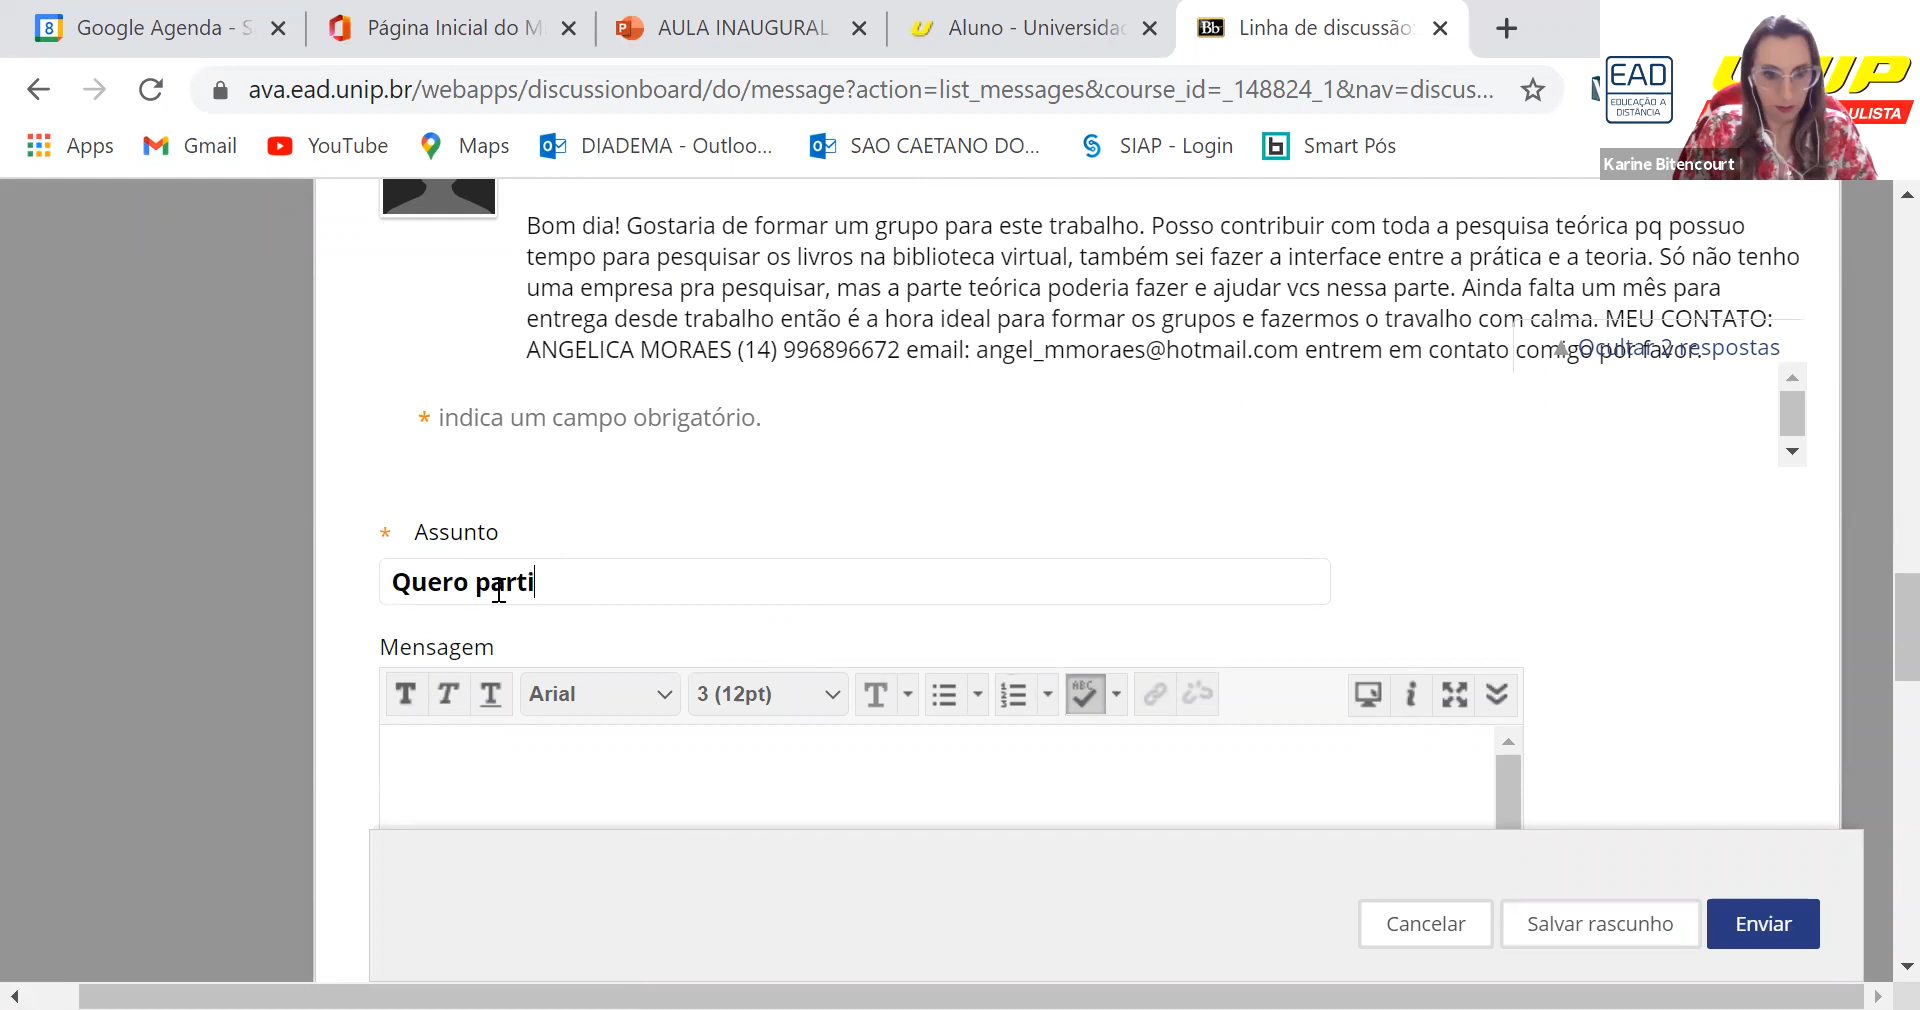 Google Agenda - S
Página Inicial do M
AULA INAUGURAL
Aluno - Universidad
Linha de discussão:
ava.ead.unip.br/webapps/discussionboard/do/message?action=list_messages&course_id=_148824_1&nav=discus...
Apps
Gmail
YouTube
Maps
DIADEMA - Outloo...
SAO CAETANO DO...
SIAP - Login
Smart Pós
EAD
EDUCAÇÃO A
DISTÂNCIA
ULISTA
Karine Bitencourt
Bom dia! Gostaria de formar um grupo para este trabalho. Posso contribuir com toda a pesquisa teórica pq possuo
tempo para pesquisar os livros na biblioteca virtual, também sei fazer a interface entre a prática e a teoria. Só não tenho
uma empresa pra pesquisar, mas a parte teórica poderia fazer e ajudar vcs nessa parte. Ainda falta um mês para
entrega desde trabalho então é a hora ideal para formar os grupos e fazermos o travalho com calma. MEU CONTATO:
ANGELICA MORAES (14) 996896672 email: angel_mmoraes@hotmail.com entrem em contato comigo por favor.
Ocultar 2 respostas
* indica um campo obrigatório.
* Assunto
Quero parti
Mensagem
T T T Arial 3 (12pt) T ABC
Cancelar
Salvar rascunho
Enviar